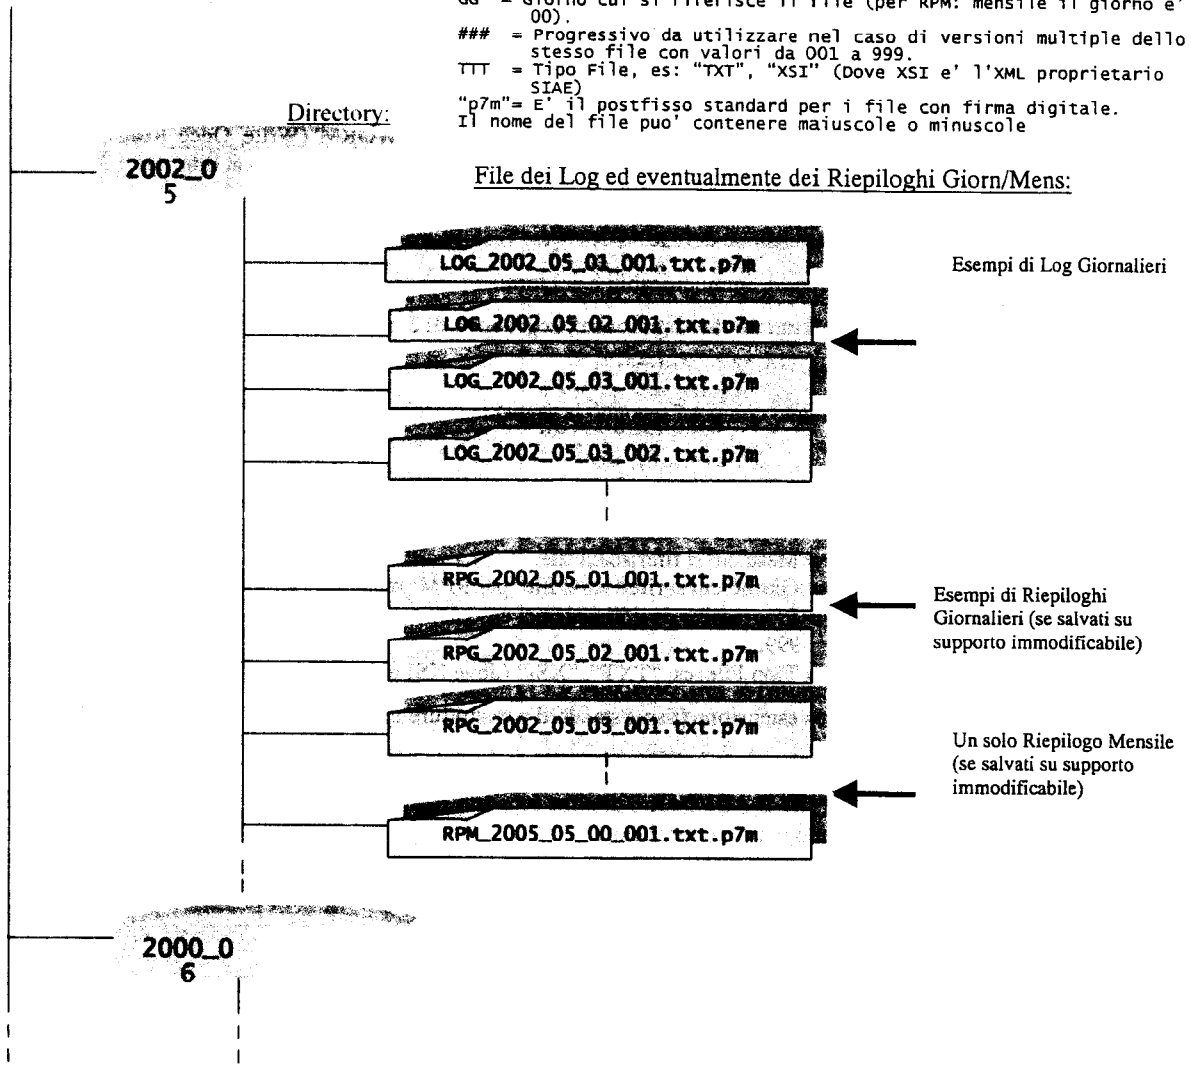 GG = Giorno cui si riferisce il file (per RPM: mensile il giorno e'
00).
### = Progressivo da utilizzare nel caso di versioni multiple dello
stesso file con valori da 001 a 999.
TTT = Tipo File, es: "TXT", "XSI" (Dove XSI e' l'XML proprietario
SIAE)
"p7m"= E' il postfisso standard per i file con firma digitale.
Il nome del file puo' contenere maiuscole o minuscole
Directory:
2002_0
5
File dei Log ed eventualmente dei Riepiloghi Giorn/Mens:
LOG_2002_05_01_001.txt.p7m
Esempi di Log Giornalieri
LOG_2002_05_02_001.txt.p7m
LOG_2002_05_03_001.txt.p7m
LOG_2002_05_03_002.txt.p7m
RPG_2002_05_01_001.txt.p7m
Esempi di Riepiloghi
Giornalieri (se salvati su
supporto immodificabile)
RPG_2002_05_02_001.txt.p7m
RPG_2002_05_03_001.txt.p7m
Un solo Riepilogo Mensile
(se salvati su supporto
immodificabile)
RPM_2005_05_00_001.txt.p7m
2000_0
6